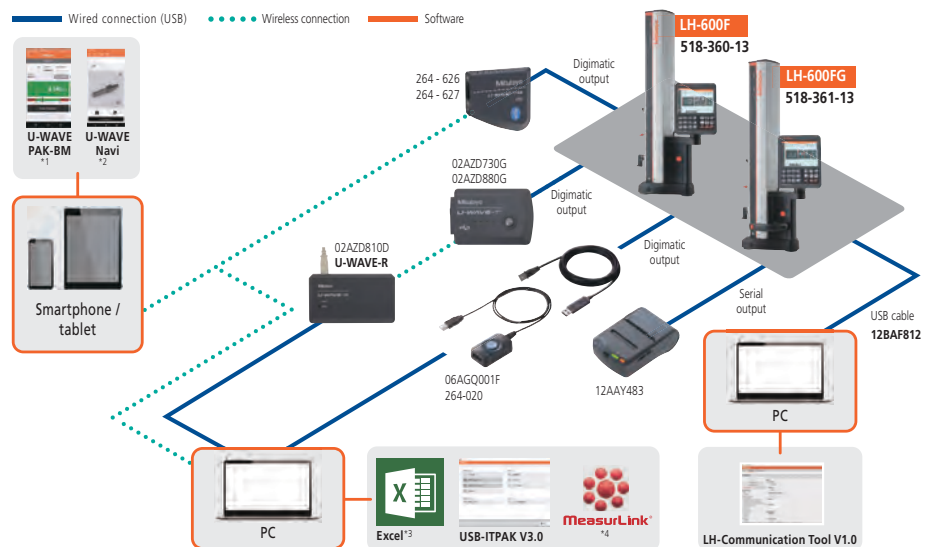 Wired connection (USB)
Wireless connection
Software
LH-600F
518-360-13
LH-600FG
518-361-13
264 - 626
264 - 627
Digimatic
output
Mitutoyo
U-WAVE
PAK-BM
*1
U-WAVE
Navi
*2
02AZD730G
02AZD880G
Mitutoyo
U-WAVE
Digimatic
output
02AZD810D
U-WAVE-R
Digimatic
output
Smartphone /
tablet
Serial
output
USB cable
12BAF812
06AGQ001F
264-020
12AAY483
PC
PC
Excel*3
USB-ITPAK V3.0
MeasurLink®
*4
LH-Communication Tool V1.0